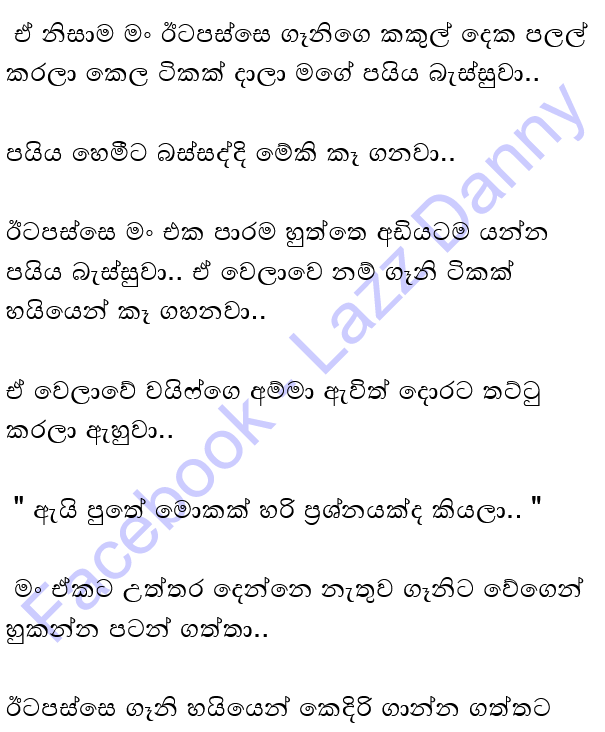 ඒ නිසාම මං ඊටපස්සෙ ගෑනිගෙ කකුල් දෙක පලල්
කරලා කෙල ටිකක් දාලා මගේ පයිය බැස්සුවා..
පයිය හෙමීට බස්සද්දි මේකි කෑ ගනවා..
ඊටපස්සෙ මං එක පාරම හුත්තෙ අඩියටම යන්න
පයිය බැස්සුවා.. ඒ වෙලාවෙ නම් ගෑනි ටිකක්
හයියෙන් කෑ ගහනවා..
ඒ වෙලාවේ වයිෆ්ගෙ අම්මා ඇවිත් දොරට තට්ටු
කරලා ඇහුවා..
" ඇයි පුතේ මොකක් හරි ප්‍රශ්නයක්ද කියලා.. "
මං ඒකට උත්තර දෙන්නෙ නැතුව ගෑනිට වේගෙන්
හුකන්න පටන් ගත්තා..
ඊටපස්සෙ ගෑනි හයියෙන් කෙදිරි ගාන්න ගත්තට
Facebook - Lazz Danny